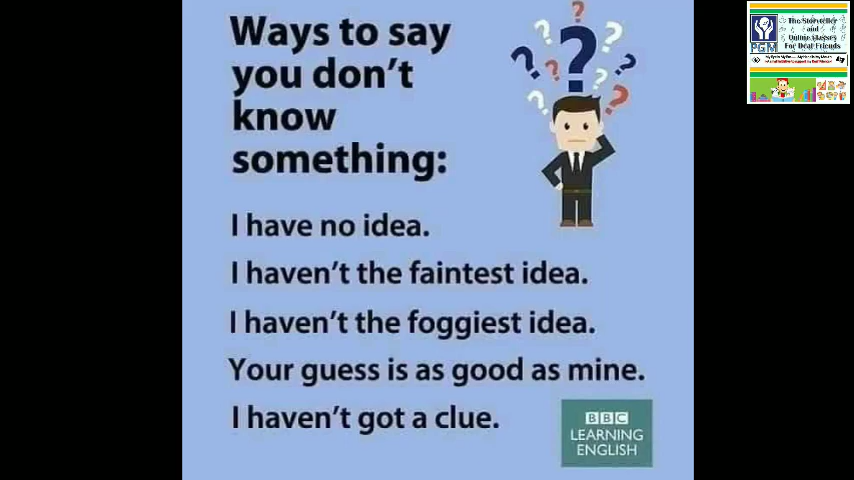 Ways to say
you don't
know
something:
I have no idea.
I haven't the faintest idea.
I haven't the foggiest idea.
Your guess is as good as mine.
I haven't got a clue.
BBC
LEARNING
ENGLISH
The Storyteller
and
Online Classes
For Deaf Friends
PGM